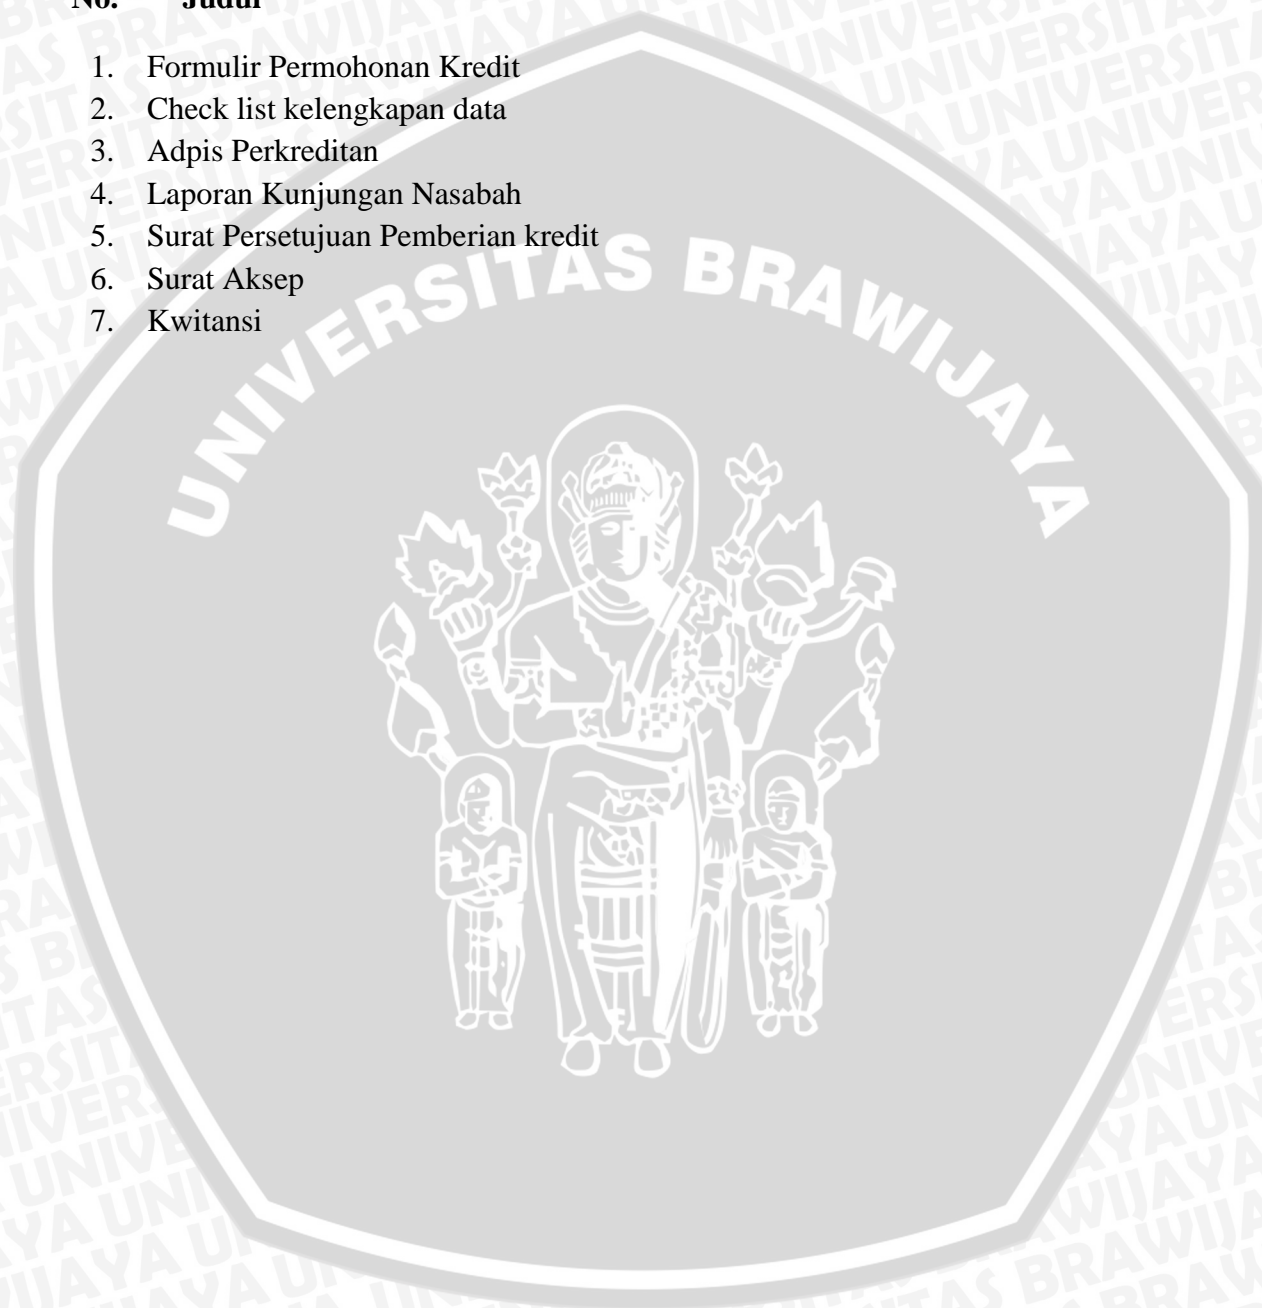 No. Judul
1. Formulir Permohonan Kredit
2. Check list kelengkapan data
3. Adpis Perkreditan
4. Laporan Kunjungan Nasabah
5. Surat Persetujuan Pemberian kredit
6. Surat Aksep
7. Kwitansi
UNIVERSITAS BRAWIJAYA